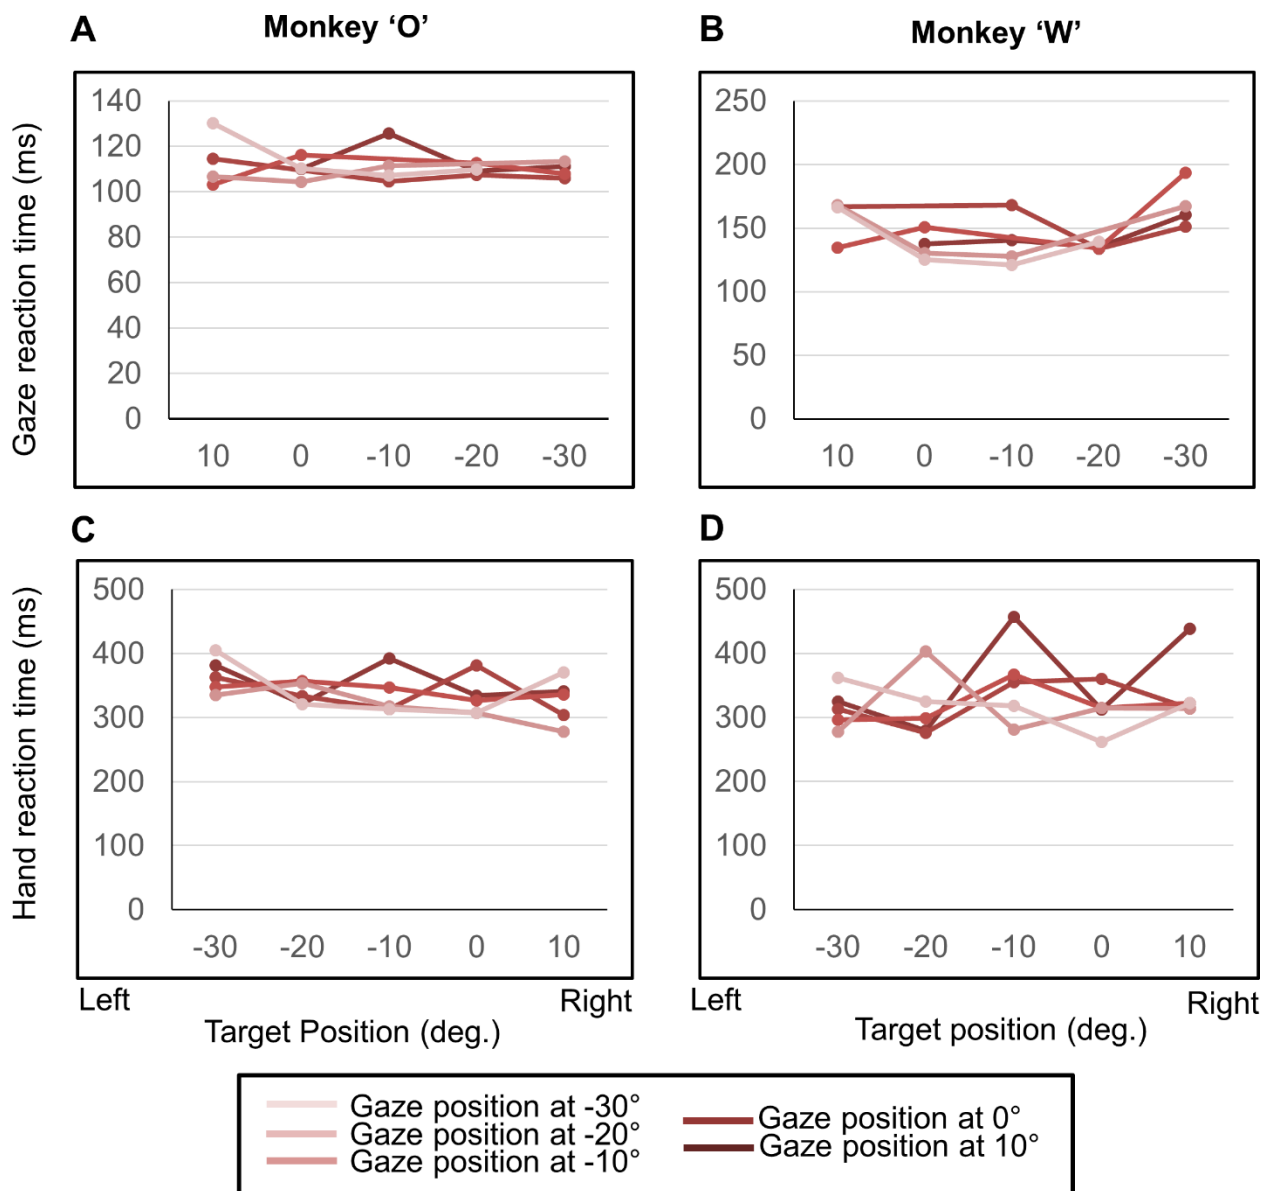 A Monkey ‘O’
B Monkey ‘W’
Gaze reaction time (ms)
140
120
100
80
60
40
20
0
10 0 -10 -20 -30
250
200
150
100
50
0
10 0 -10 -20 -30
C
D
Hand reaction time (ms)
500
400
300
200
100
0
-30 -20 -10 0 10
500
400
300
200
100
0
-30 -20 -10 0 10
Left Right
Target Position (deg.)
Left Right
Target position (deg.)
Gaze position at -30°
Gaze position at -20°
Gaze position at -10°
Gaze position at 0°
Gaze position at 10°